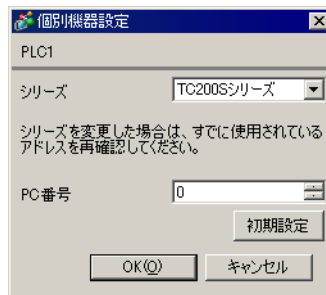 個別機器設定
PLC1
シリーズ TC200Sシリーズ
シリーズを変更した場合は、すでに使用されている
アドレスを再確認してください。
PC番号 0
初期設定
OK(O) キャンセル